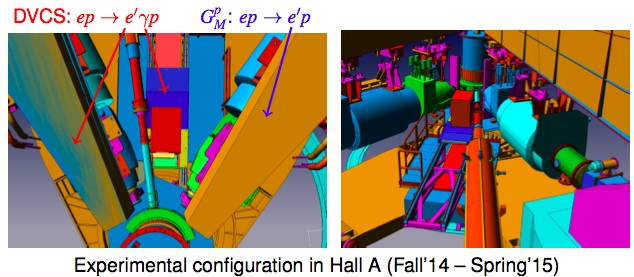 DVCS: ep → e′γp
G_M^p: ep → e′p
Experimental configuration in Hall A (Fall'14 – Spring'15)